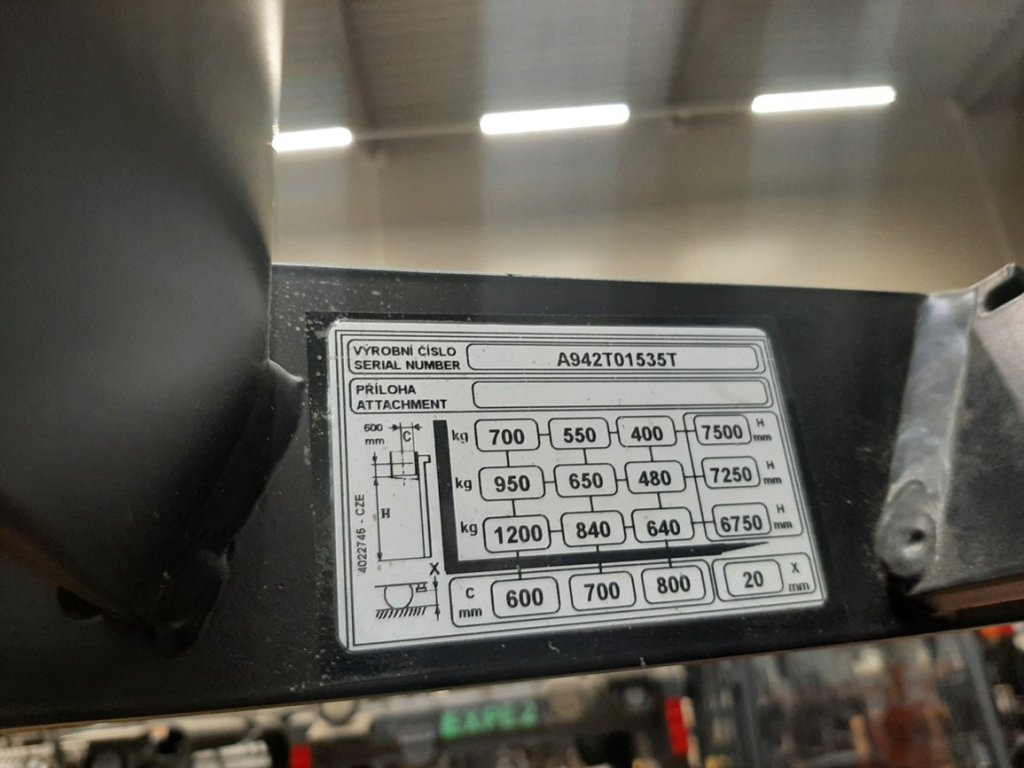 VÝROBNÍ ČÍSLO
SERIAL NUMBER
A942T01535T
PŘÍLOHA
ATTACHMENT
600
mm
C
H
X
4022745 - CZE
kg 700 550 400 7500 H mm
kg 950 650 480 7250 H mm
kg 1200 840 640 6750 H mm
C mm 600 700 800 20 X mm